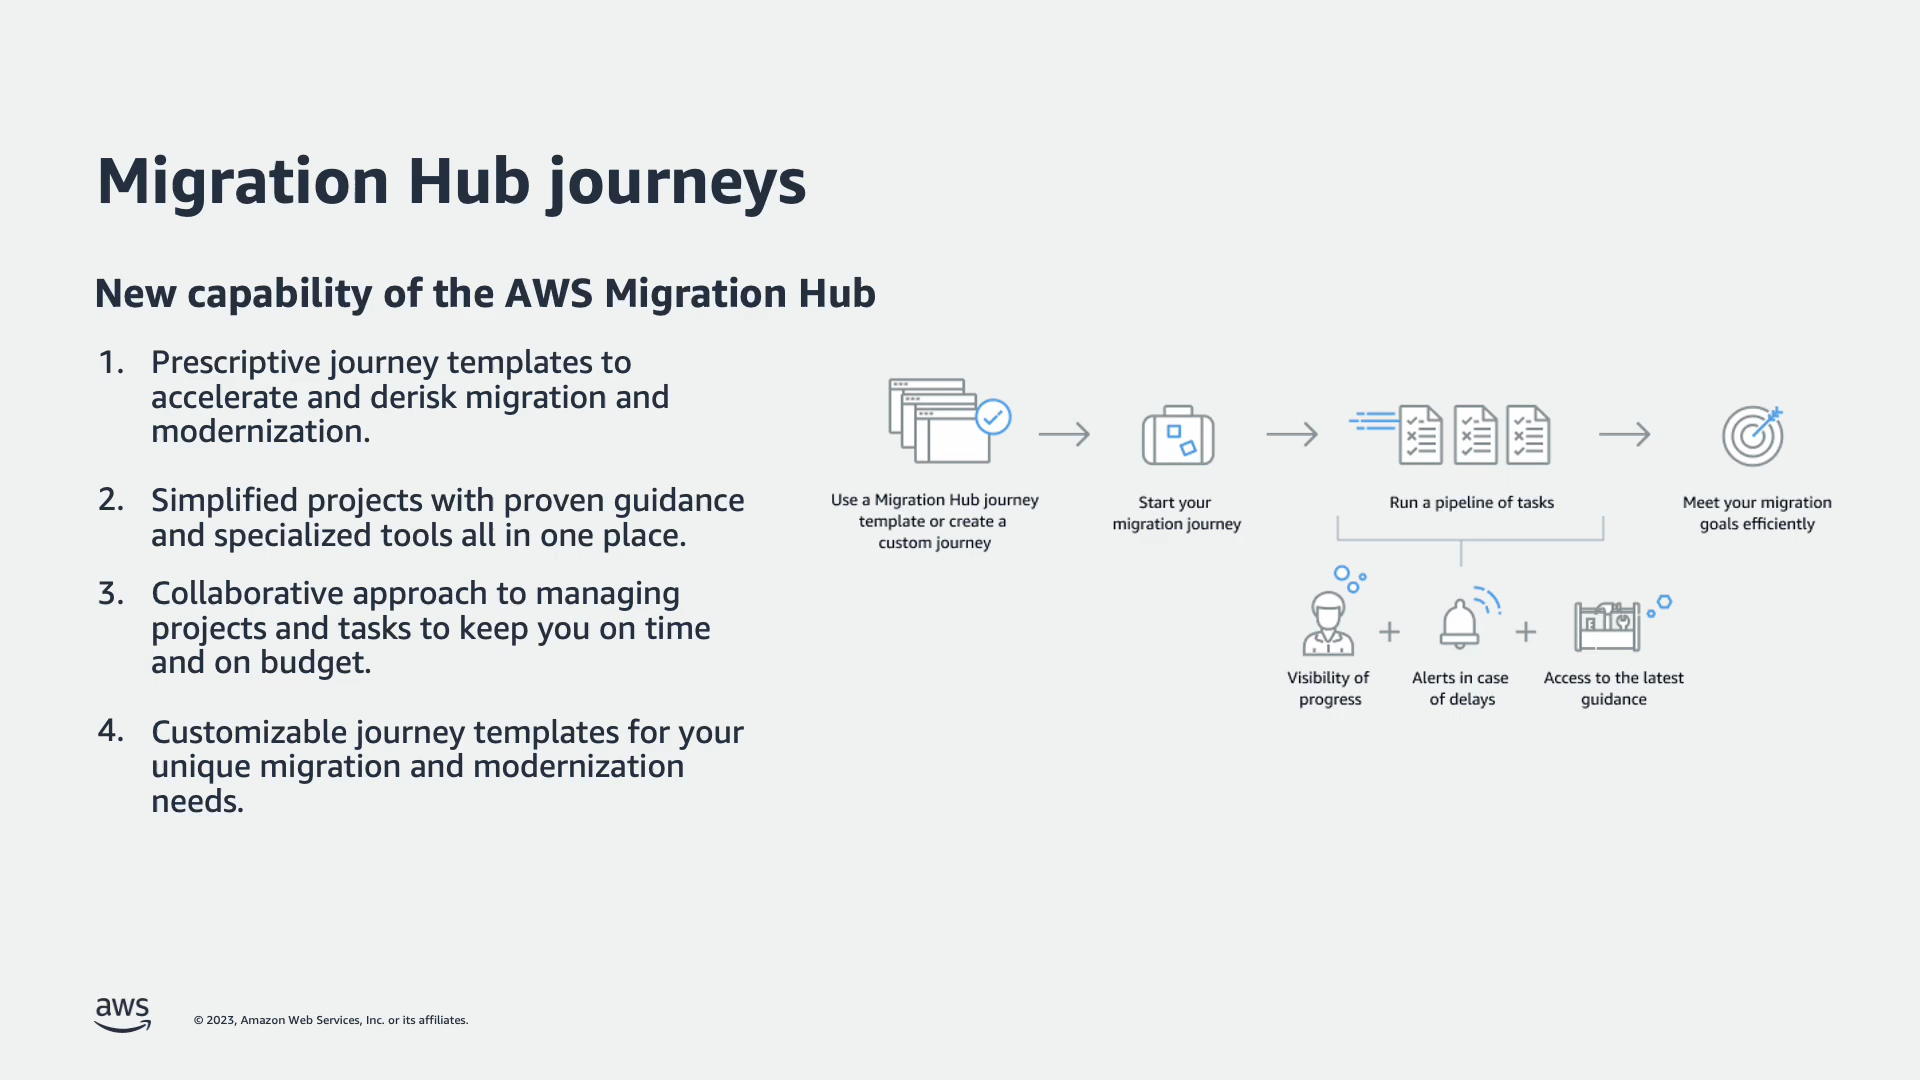 Migration Hub journeys
New capability of the AWS Migration Hub
1. Prescriptive journey templates to
accelerate and derisk migration and
modernization.
2. Simplified projects with proven guidance
and specialized tools all in one place.
3. Collaborative approach to managing
projects and tasks to keep you on time
and on budget.
4. Customizable journey templates for your
unique migration and modernization
needs.
Use a Migration Hub journey
template or create a
custom journey
Start your
migration journey
Run a pipeline of tasks
Meet your migration
goals efficiently
Visibility of
progress
+
Alerts in case
of delays
+
Access to the latest
guidance
aws
© 2023, Amazon Web Services, Inc. or its affiliates.